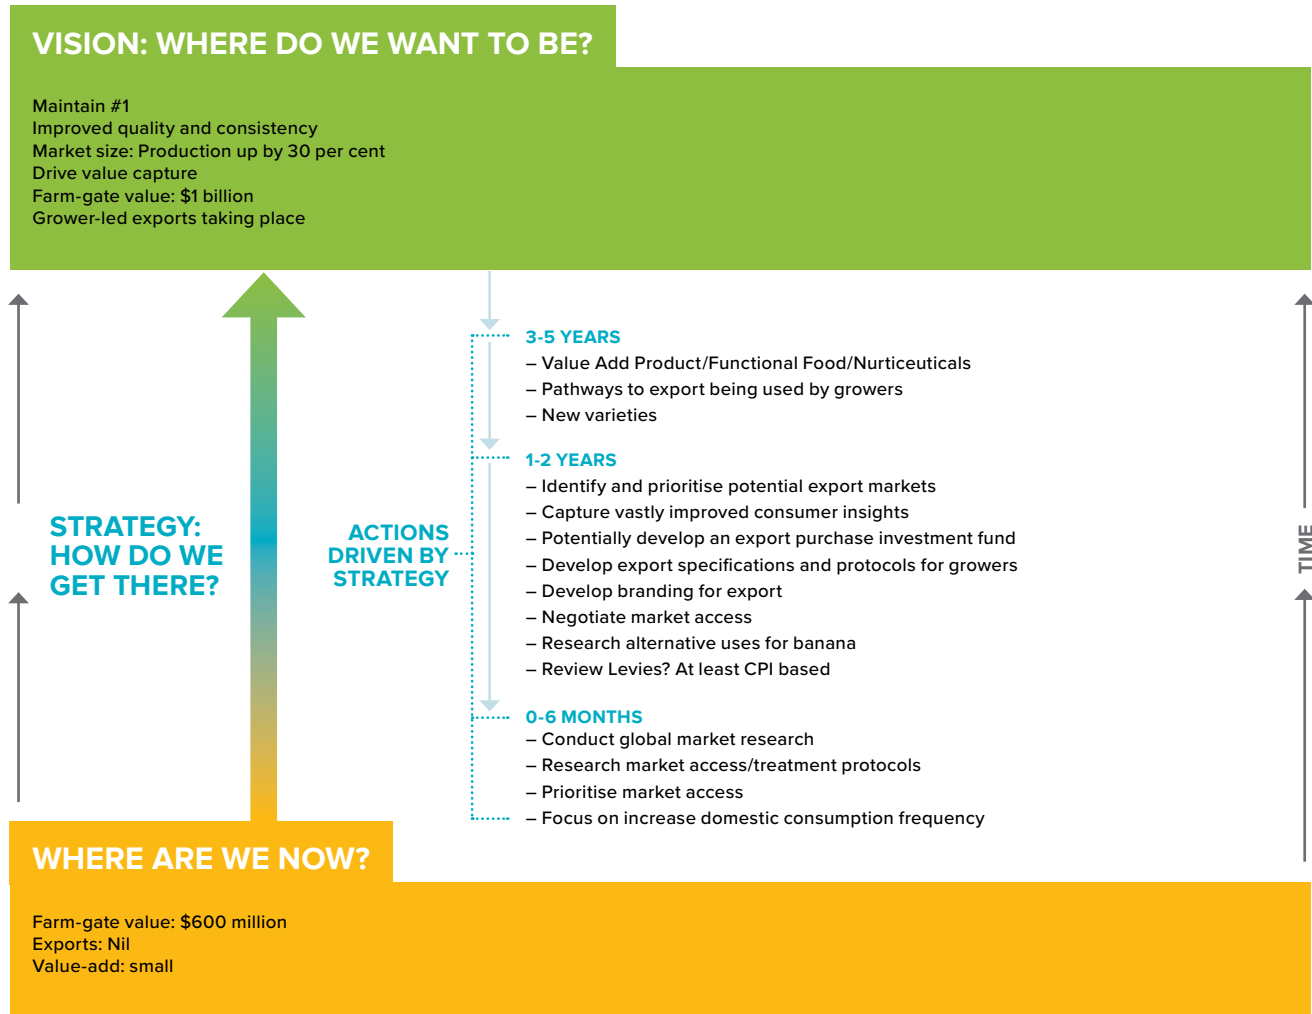 VISION: WHERE DO WE WANT TO BE?
Maintain #1
Improved quality and consistency
Market size: Production up by 30 per cent
Drive value capture
Farm-gate value: $1 billion
Grower-led exports taking place
3-5 YEARS
– Value Add Product/Functional Food/Nurticeuticals
– Pathways to export being used by growers
– New varieties
1-2 YEARS
– Identify and prioritise potential export markets
– Capture vastly improved consumer insights
– Potentially develop an export purchase investment fund
– Develop export specifications and protocols for growers
– Develop branding for export
– Negotiate market access
– Research alternative uses for banana
– Review Levies? At least CPI based
STRATEGY:
HOW DO WE
GET THERE?
ACTIONS
DRIVEN BY
STRATEGY
TIME
0-6 MONTHS
– Conduct global market research
– Research market access/treatment protocols
– Prioritise market access
– Focus on increase domestic consumption frequency
WHERE ARE WE NOW?
Farm-gate value: $600 million
Exports: Nil
Value-add: small